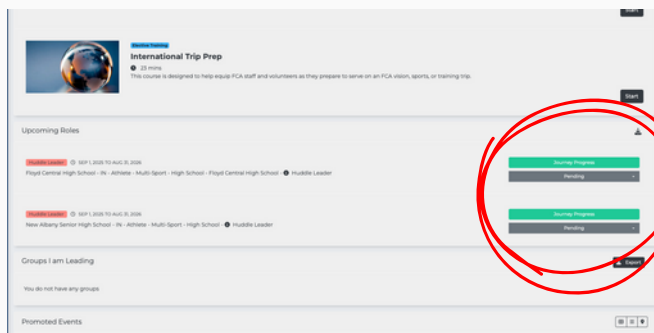 Start
Elective Training
International Trip Prep
23 mins
This course is designed to help equip FCA staff and volunteers as they prepare to serve on an FCA vision, sports, or training trip.
Start
Upcoming Roles
Huddle Leader SEP 1, 2025 TO AUG 31, 2026
Floyd Central High School - IN - Athlete - Multi-Sport - High School - Floyd Central High School - Huddle Leader
Journey Progress
Pending
Huddle Leader SEP 1, 2025 TO AUG 31, 2026
New Albany Senior High School - IN - Athlete - Multi-Sport - High School - Huddle Leader
Journey Progress
Pending
Groups I am Leading
Export
You do not have any groups
Promoted Events